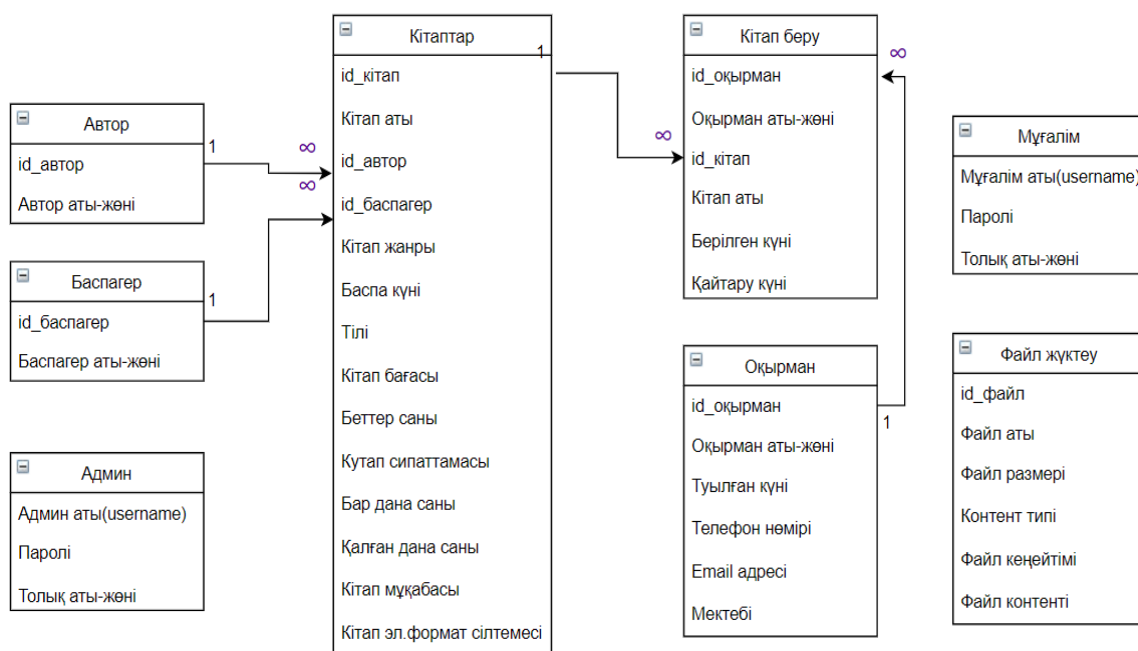 Автор
id_автор
Автор аты-жөні
1
∞
Баспагер
id_баспагер
Баспагер аты-жөні
1
∞
Админ
Админ аты(username)
Паролі
Толық аты-жөні
Кітаптар
1
id_кітап
Кітап аты
id_автор
id_баспагер
Кітап жанры
Баспа күні
Тілі
Кітап бағасы
Беттер саны
Кутап сипаттамасы
Бар дана саны
Қалған дана саны
Кітап мұқабасы
Кітап эл.формат сілтемесі
Кітап беру
∞
id_оқырман
Оқырман аты-жөні
∞
id_кітап
Кітап аты
Берілген күні
Қайтару күні
Оқырман
id_оқырман
1
Оқырман аты-жөні
Туылған күні
Телефон нөмірі
Email адресі
Мектебі
Мұғалім
Мұғалім аты(username)
Паролі
Толық аты-жөні
Файл жүктеу
id_файл
Файл аты
Файл размері
Контент типі
Файл кеңейтімі
Файл контенті